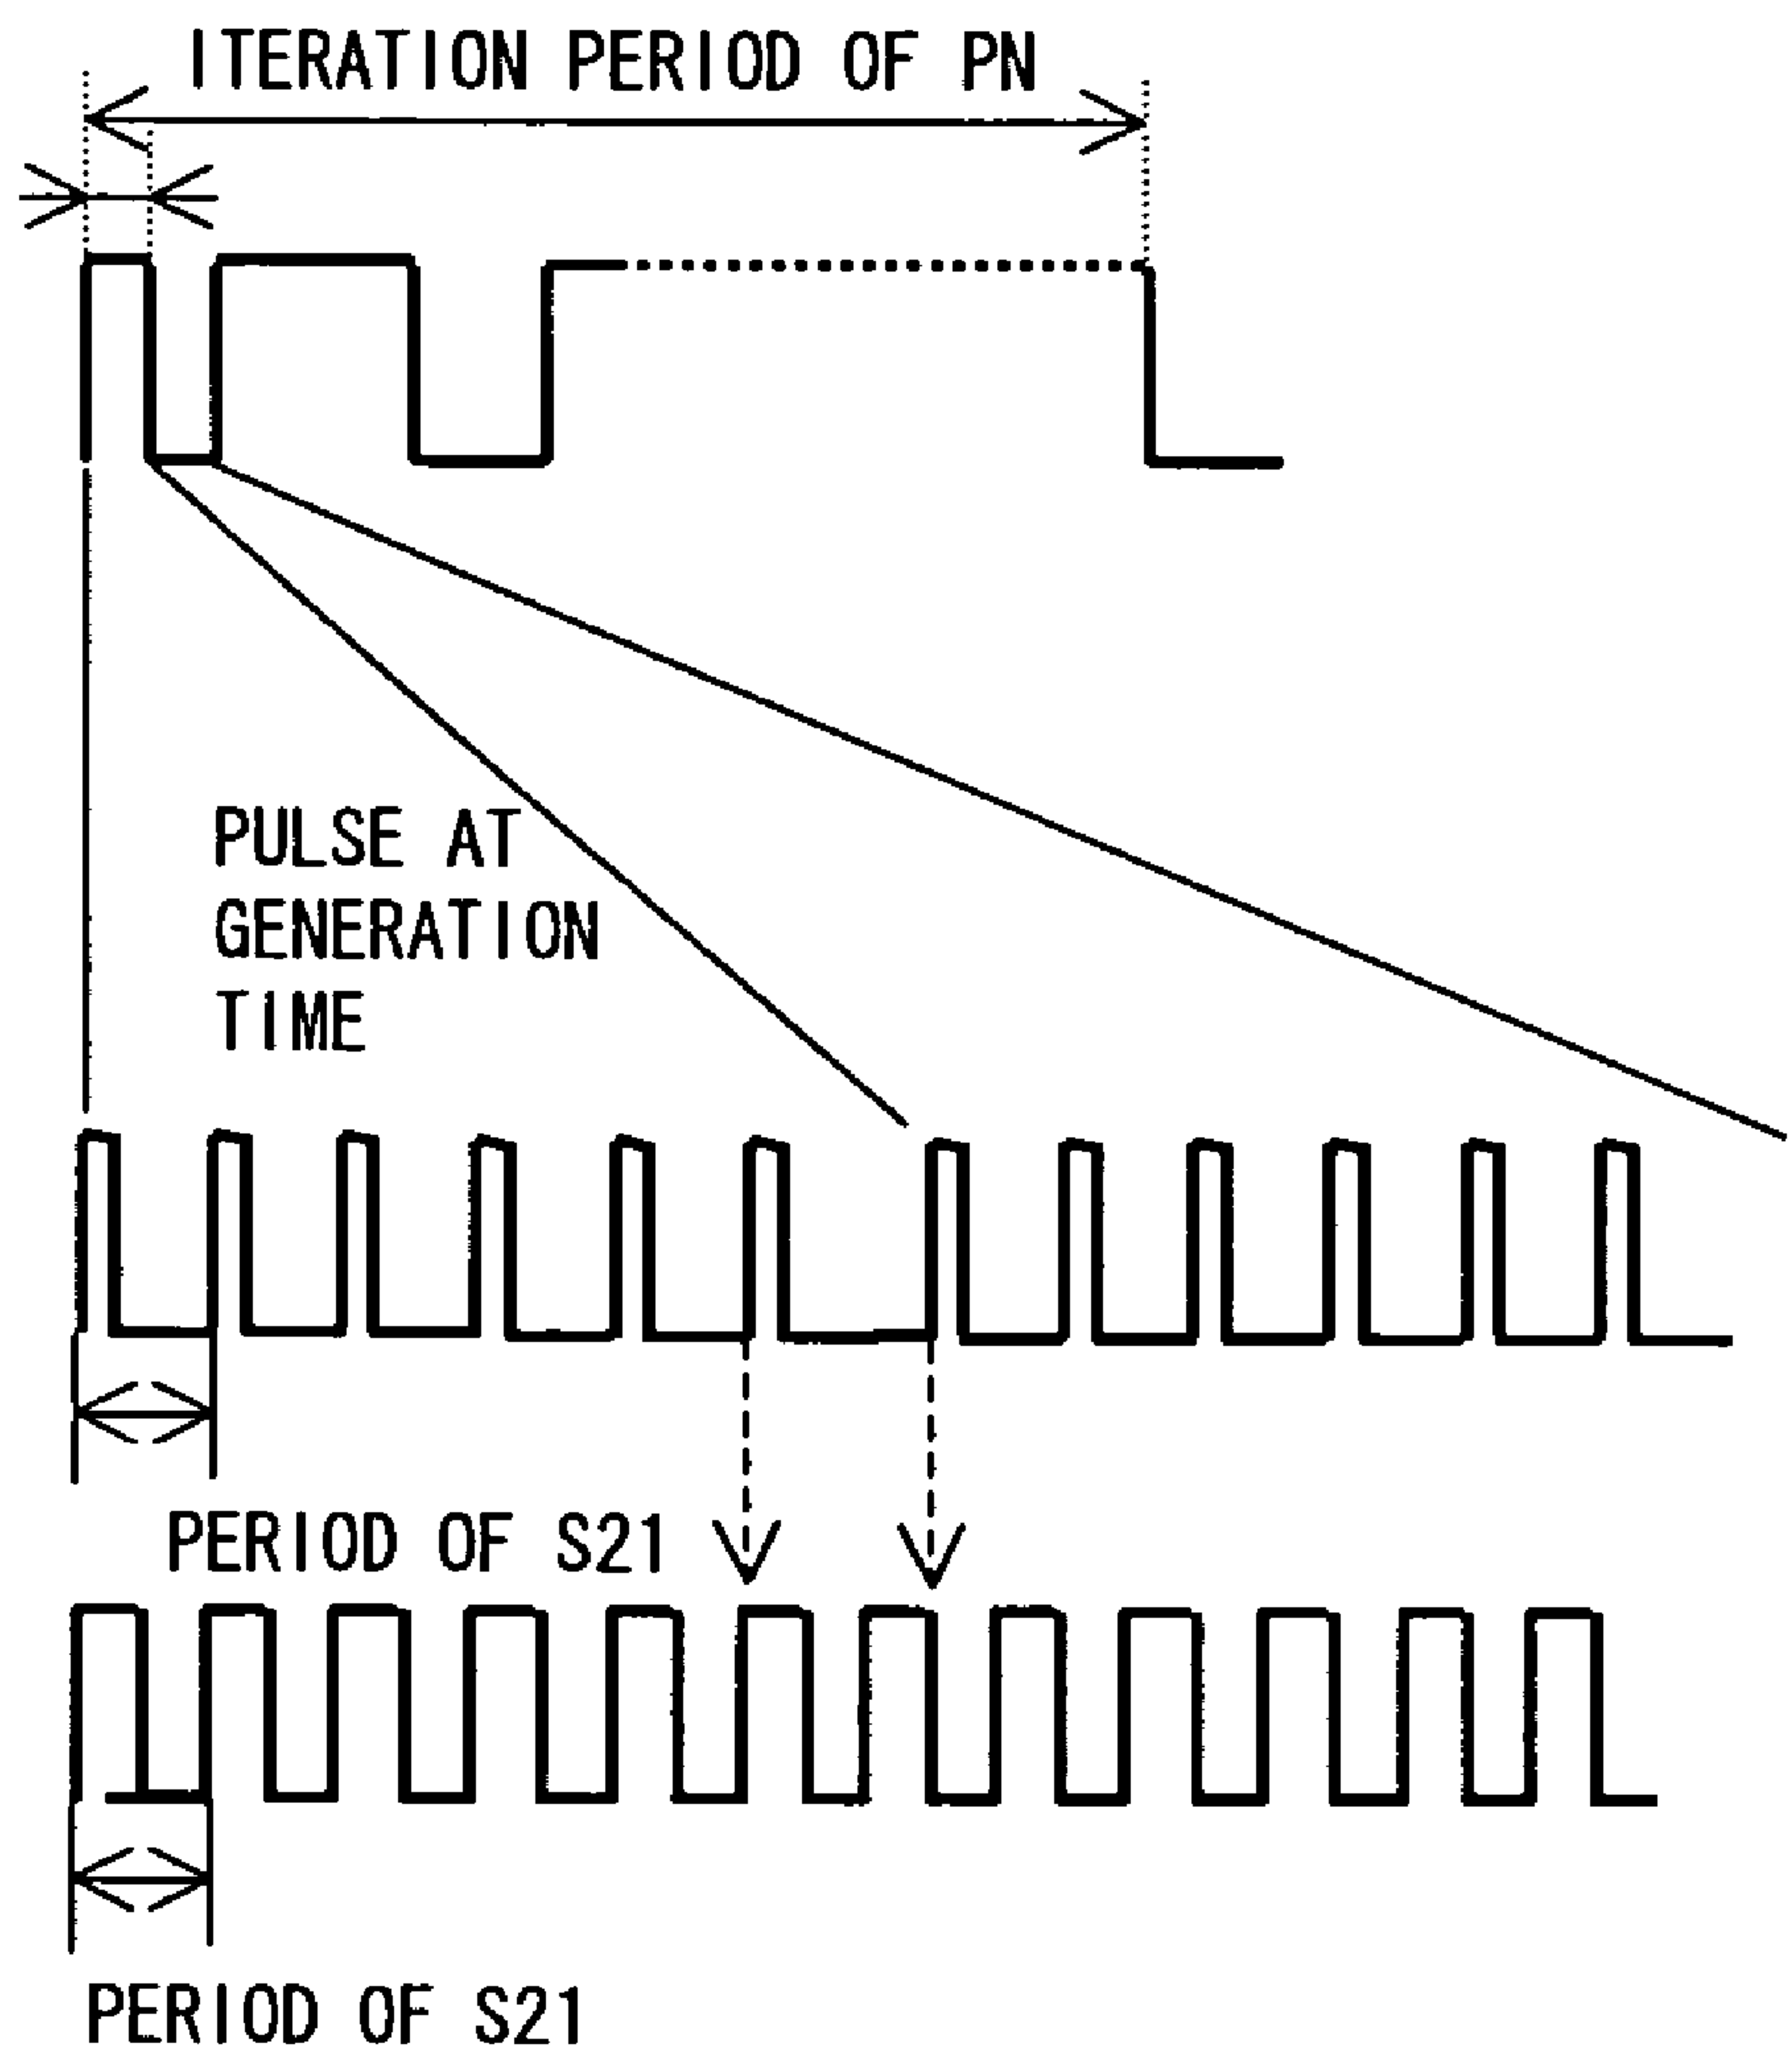 ITERATION PERIOD OF PN
PULSE AT
GENERATION
TIME
PERIOD OF S21
PERIOD OF S21